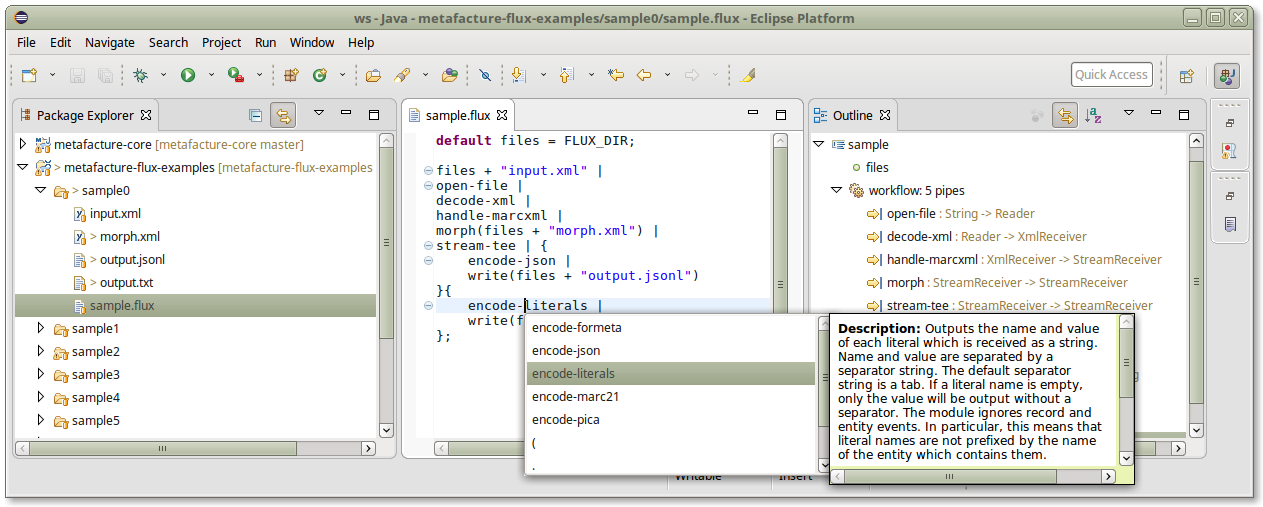 ws - Java - metafacture-flux-examples/sample0/sample.flux - Eclipse Platform
File Edit Navigate Search Project Run Window Help
Quick Access
Package Explorer
metafacture-core [metafacture-core master]
> metafacture-flux-examples [metafacture-flux-examples
> sample0
input.xml
> morph.xml
> output.jsonl
> output.txt
sample.flux
sample1
sample2
sample3
sample4
sample5
sample.flux
default files = FLUX_DIR;
files + "input.xml" |
open-file |
decode-xml |
handle-marcxml |
morph(files + "morph.xml") |
stream-tee | {
encode-json |
write(files + "output.jsonl")
}{
encode-literals |
write(f
};
encode-formeta
encode-json
encode-literals
encode-marc21
encode-pica
(
.
Outline
sample
files
workflow: 5 pipes
open-file : String -> Reader
decode-xml : Reader -> XmlReceiver
handle-marcxml : XmlReceiver -> StreamReceiver
morph : StreamReceiver -> StreamReceiver
stream-tee : StreamReceiver -> StreamReceiver
Description: Outputs the name and value
of each literal which is received as a string.
Name and value are separated by a
separator string. The default separator
string is a tab. If a literal name is empty,
only the value will be output without a
separator. The module ignores record and
entity events. In particular, this means that
literal names are not prefixed by the name
of the entity which contains them.
Writable
Insert